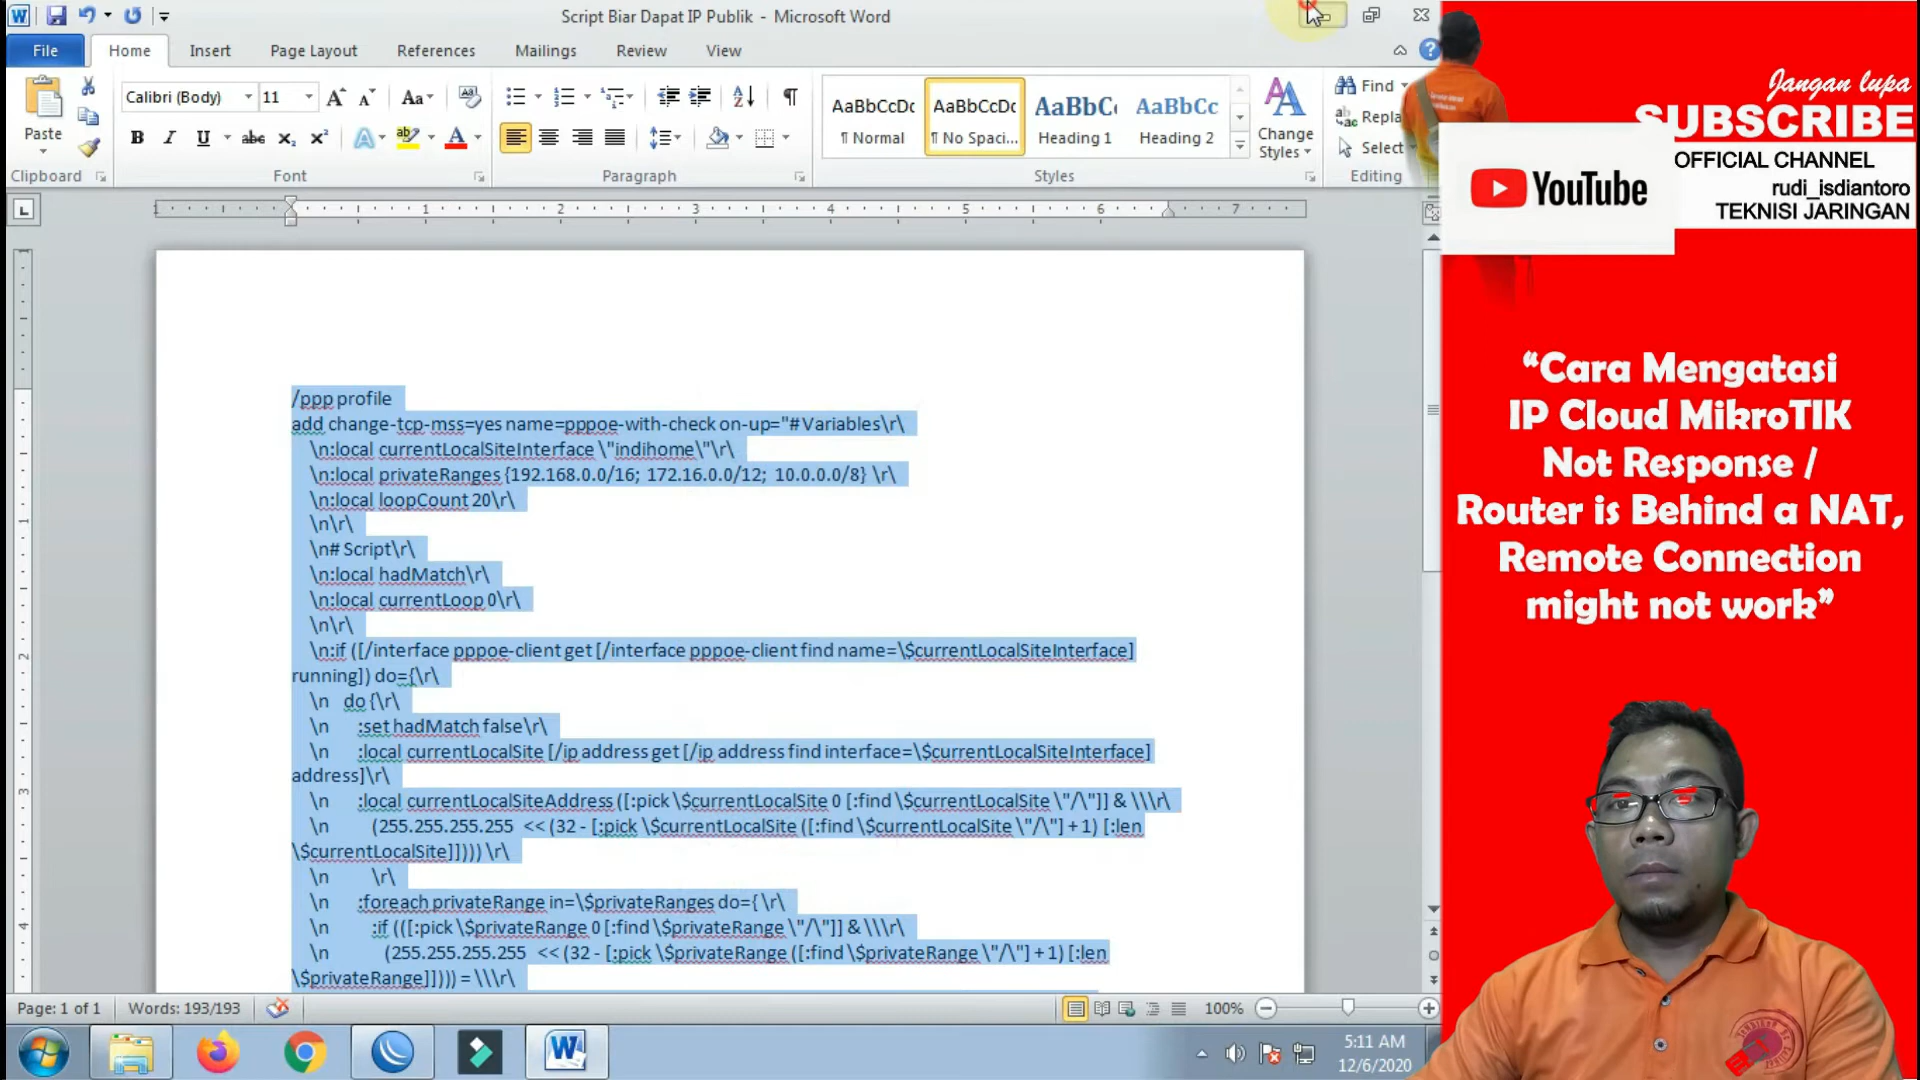 Script Biar Dapat IP Publik - Microsoft Word
File Home Insert Page Layout References Mailings Review View
Paste
Clipboard
Calibri (Body) 11
Font
Paragraph
AaBbCcDc AaBbCcDc AaBbC AaBbCc
¶ Normal ¶ No Spaci... Heading 1 Heading 2
Change Styles
Styles
Find
Repla
Select
Editing
1 1 2 3 4 5 6 7
/ppp profile
add change-tcp-mss=yes name=pppoe-with-check on-up="# Variables\r\
\n:local currentLocalSiteInterface \"indihome\"\r\
\n:local privateRanges {192.168.0.0/16; 172.16.0.0/12; 10.0.0.0/8} \r\
\n:local loopCount 20\r\
\n\r\
\n# Script\r\
\n:local hadMatch\r\
\n:local currentLoop 0\r\
\n\r\
\n:if ([/interface pppoe-client get [/interface pppoe-client find name=\$currentLocalSiteInterface]
running]) do={\r\
\n do {\r\
\n :set hadMatch false\r\
\n :local currentLocalSite [/ip address get [/ip address find interface=\$currentLocalSiteInterface]
address]\r\
\n :local currentLocalSiteAddress ([:pick \$currentLocalSite 0 [:find \$currentLocalSite \"/\"]] & \\\r\
\n (255.255.255.255 << (32 - [:pick \$currentLocalSite ([:find \$currentLocalSite \"/\"] + 1) [:len
\$currentLocalSite]]))) \r\
\n \r\
\n :foreach privateRange in=\$privateRanges do={ \r\
\n :if (([:pick \$privateRange 0 [:find \$privateRange \"/\"]] & \\\r\
\n (255.255.255.255 << (32 - [:pick \$privateRange ([:find \$privateRange \"/\"] + 1) [:len
\$privateRange]]))) = \\\r\
Page: 1 of 1 Words: 193/193 100%
5:11 AM
12/6/2020
Jangan lupa
SUBSCRIBE
OFFICIAL CHANNEL
rudi_isdiantoro
TEKNISI JARINGAN
YouTube
“Cara Mengatasi
IP Cloud MikroTIK
Not Response /
Router is Behind a NAT,
Remote Connection
might not work”